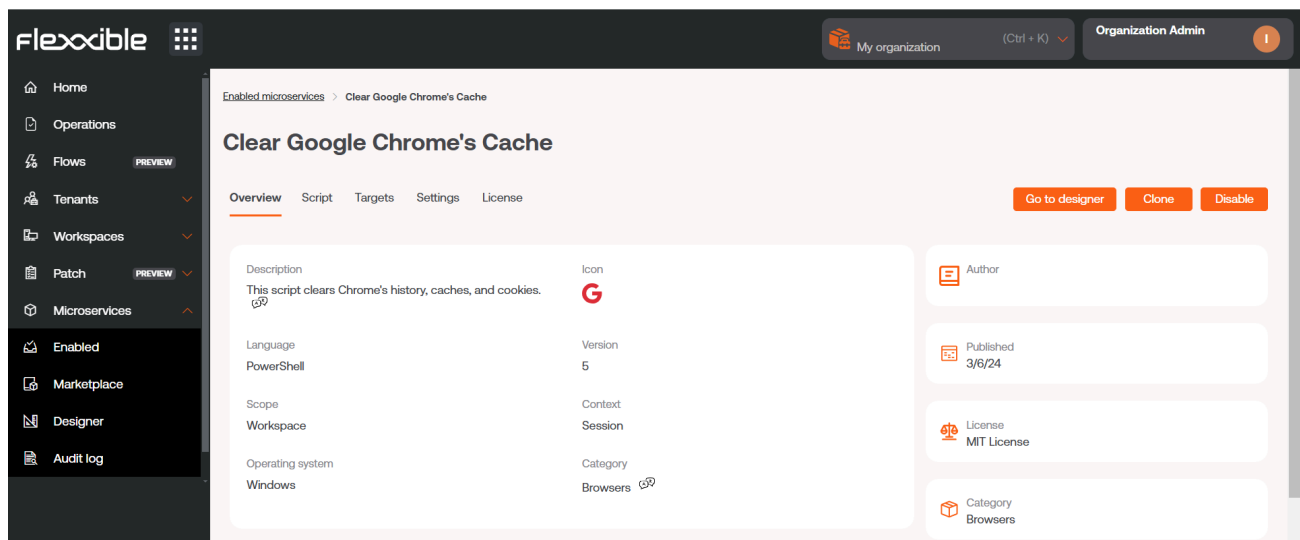 Flexxible
My organization
(Ctrl + K)
Organization Admin
I
Home
Operations
Flows PREVIEW
Tenants
Workspaces
Patch PREVIEW
Microservices
Enabled
Marketplace
Designer
Audit log
Enabled microservices > Clear Google Chrome's Cache
Clear Google Chrome's Cache
Overview Script Targets Settings License
Go to designer Clone Disable
Description
This script clears Chrome's history, caches, and cookies.
Icon
G
Language
PowerShell
Version
5
Scope
Workspace
Context
Session
Operating system
Windows
Category
Browsers
Author
Published
3/6/24
License
MIT License
Category
Browsers